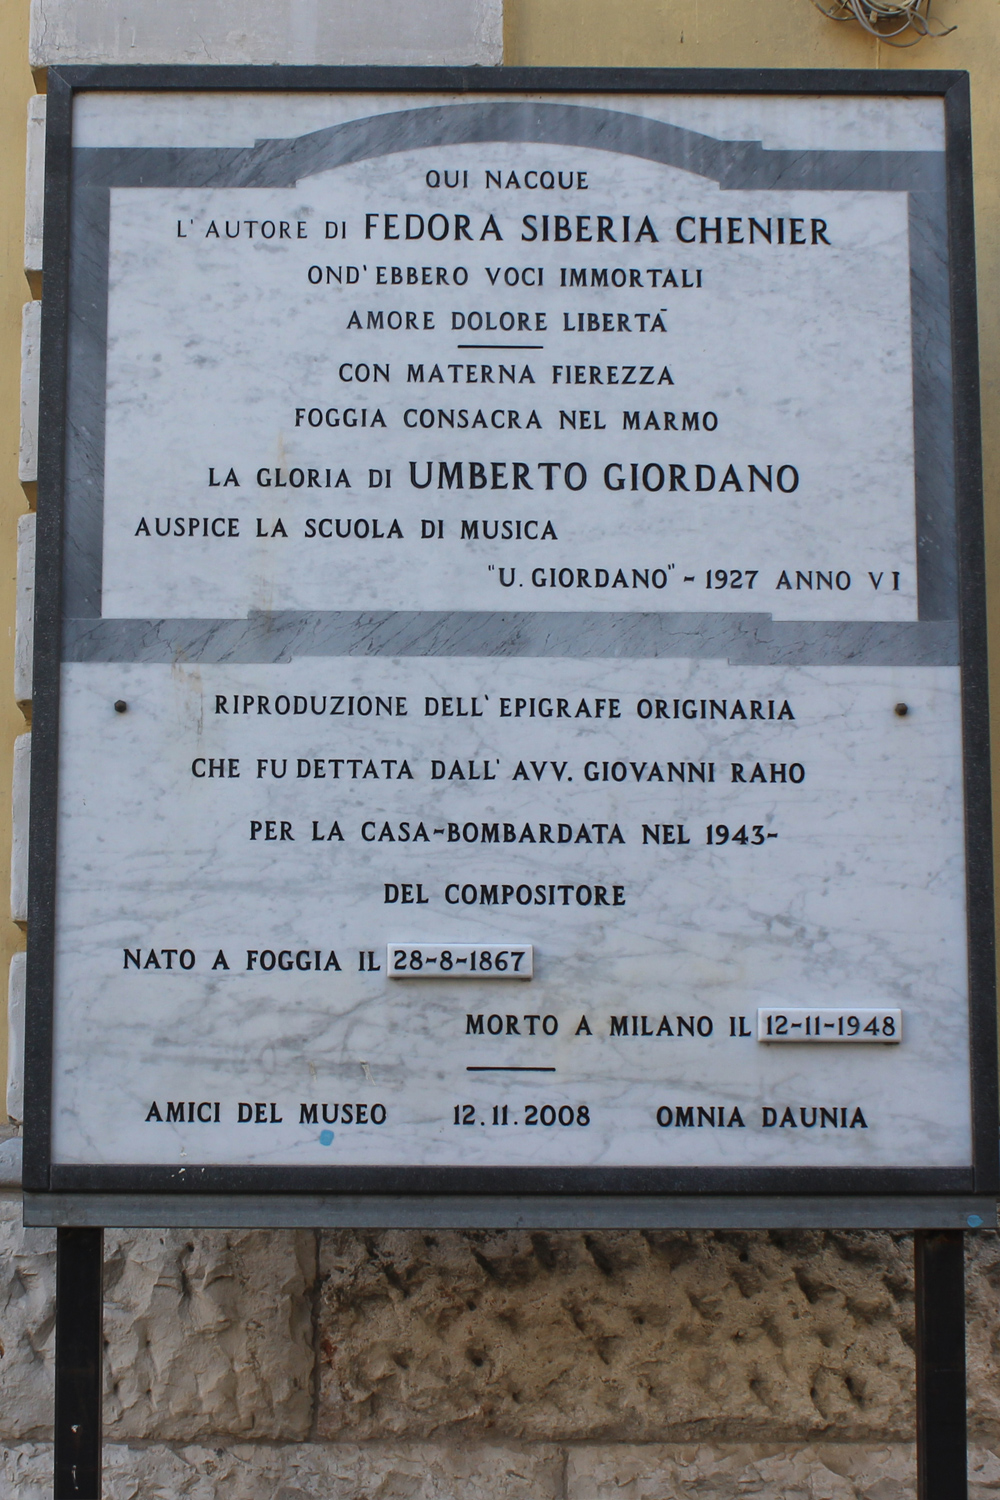 QUI NACQUE
L'AUTORE DI FEDORA SIBERIA CHENIER
OND'EBBERO VOCI IMMORTALI
AMORE DOLORE LIBERTÀ
CON MATERNA FIEREZZA
FOGGIA CONSACRA NEL MARMO
LA GLORIA DI UMBERTO GIORDANO
AUSPICE LA SCUOLA DI MUSICA
"U. GIORDANO" - 1927 ANNO VI
RIPRODUZIONE DELL'EPIGRAFE ORIGINARIA
CHE FU DETTATA DALL'AVV. GIOVANNI RAHO
PER LA CASA-BOMBARDATA NEL 1943-
DEL COMPOSITORE
NATO A FOGGIA IL 28-8-1867
MORTO A MILANO IL 12-11-1948
AMICI DEL MUSEO 12.11.2008 OMNIA DAUNIA